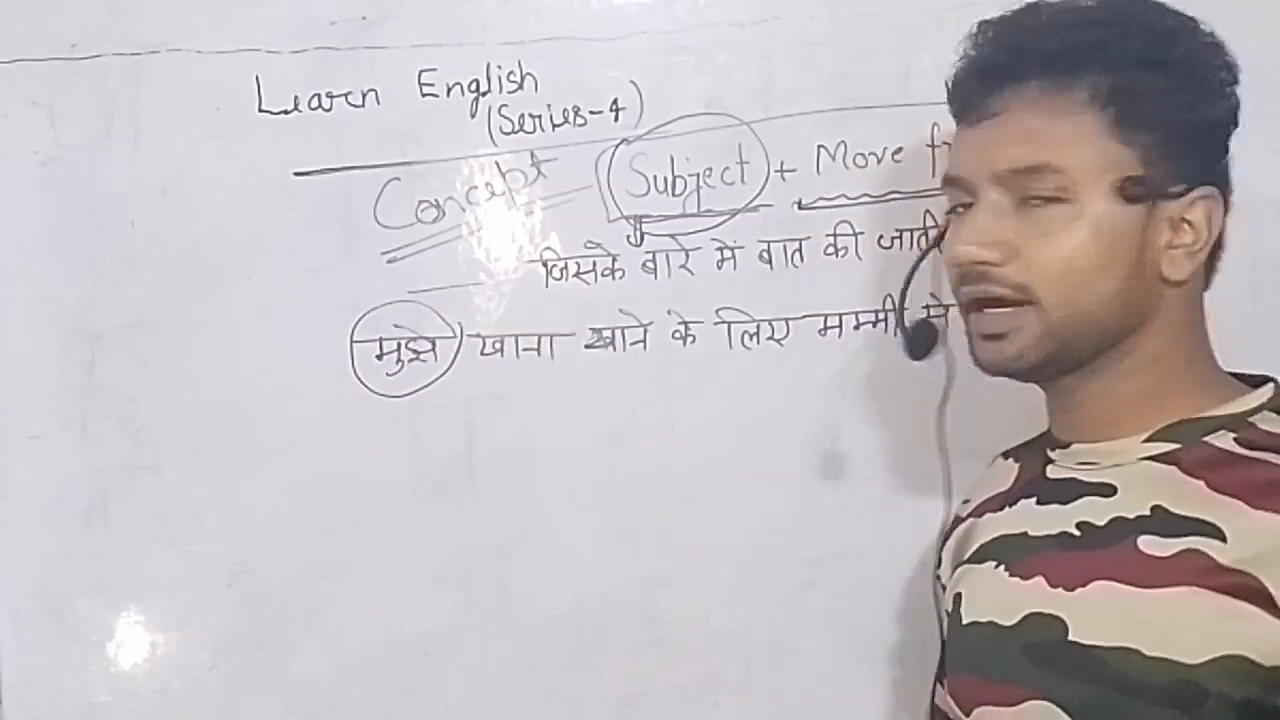 Learn English
(Series-4)
Concept Subject + Move
जिसके बारे में बात की जाती
मुझे खाना खाने के लिए मम्मी ने